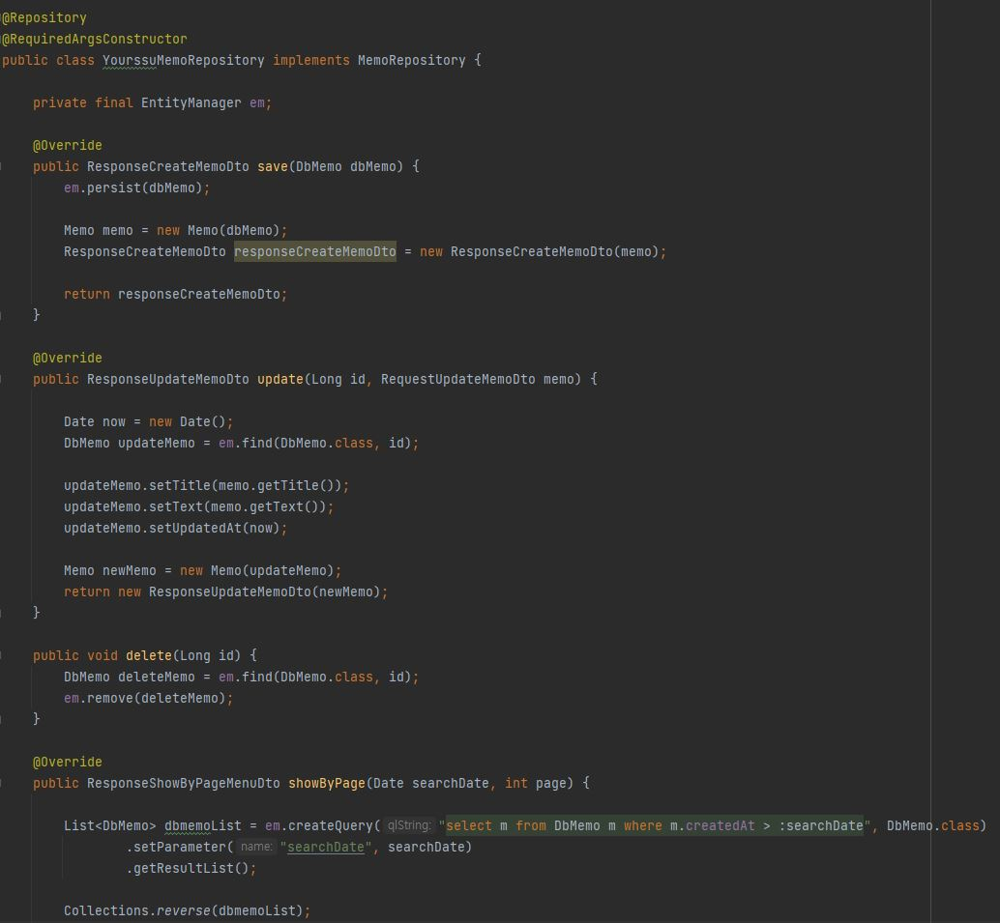 @Repository
@RequiredArgsConstructor
public class YourssuMemoRepository implements MemoRepository {
private final EntityManager em;
@Override
public ResponseCreateMemoDto save(DbMemo dbMemo) {
em.persist(dbMemo);
Memo memo = new Memo(dbMemo);
ResponseCreateMemoDto responseCreateMemoDto = new ResponseCreateMemoDto(memo);
return responseCreateMemoDto;
}
@Override
public ResponseUpdateMemoDto update(Long id, RequestUpdateMemoDto memo) {
Date now = new Date();
DbMemo updateMemo = em.find(DbMemo.class, id);
updateMemo.setTitle(memo.getTitle());
updateMemo.setText(memo.getText());
updateMemo.setUpdatedAt(now);
Memo newMemo = new Memo(updateMemo);
return new ResponseUpdateMemoDto(newMemo);
}
public void delete(Long id) {
DbMemo deleteMemo = em.find(DbMemo.class, id);
em.remove(deleteMemo);
}
@Override
public ResponseShowByPageMenuDto showByPage(Date searchDate, int page) {
List<DbMemo> dbmemoList = em.createQuery( qlString: "select m from DbMemo m where m.createdAt > :searchDate", DbMemo.class)
.setParameter( name: "searchDate", searchDate)
.getResultList();
Collections.reverse(dbmemoList);